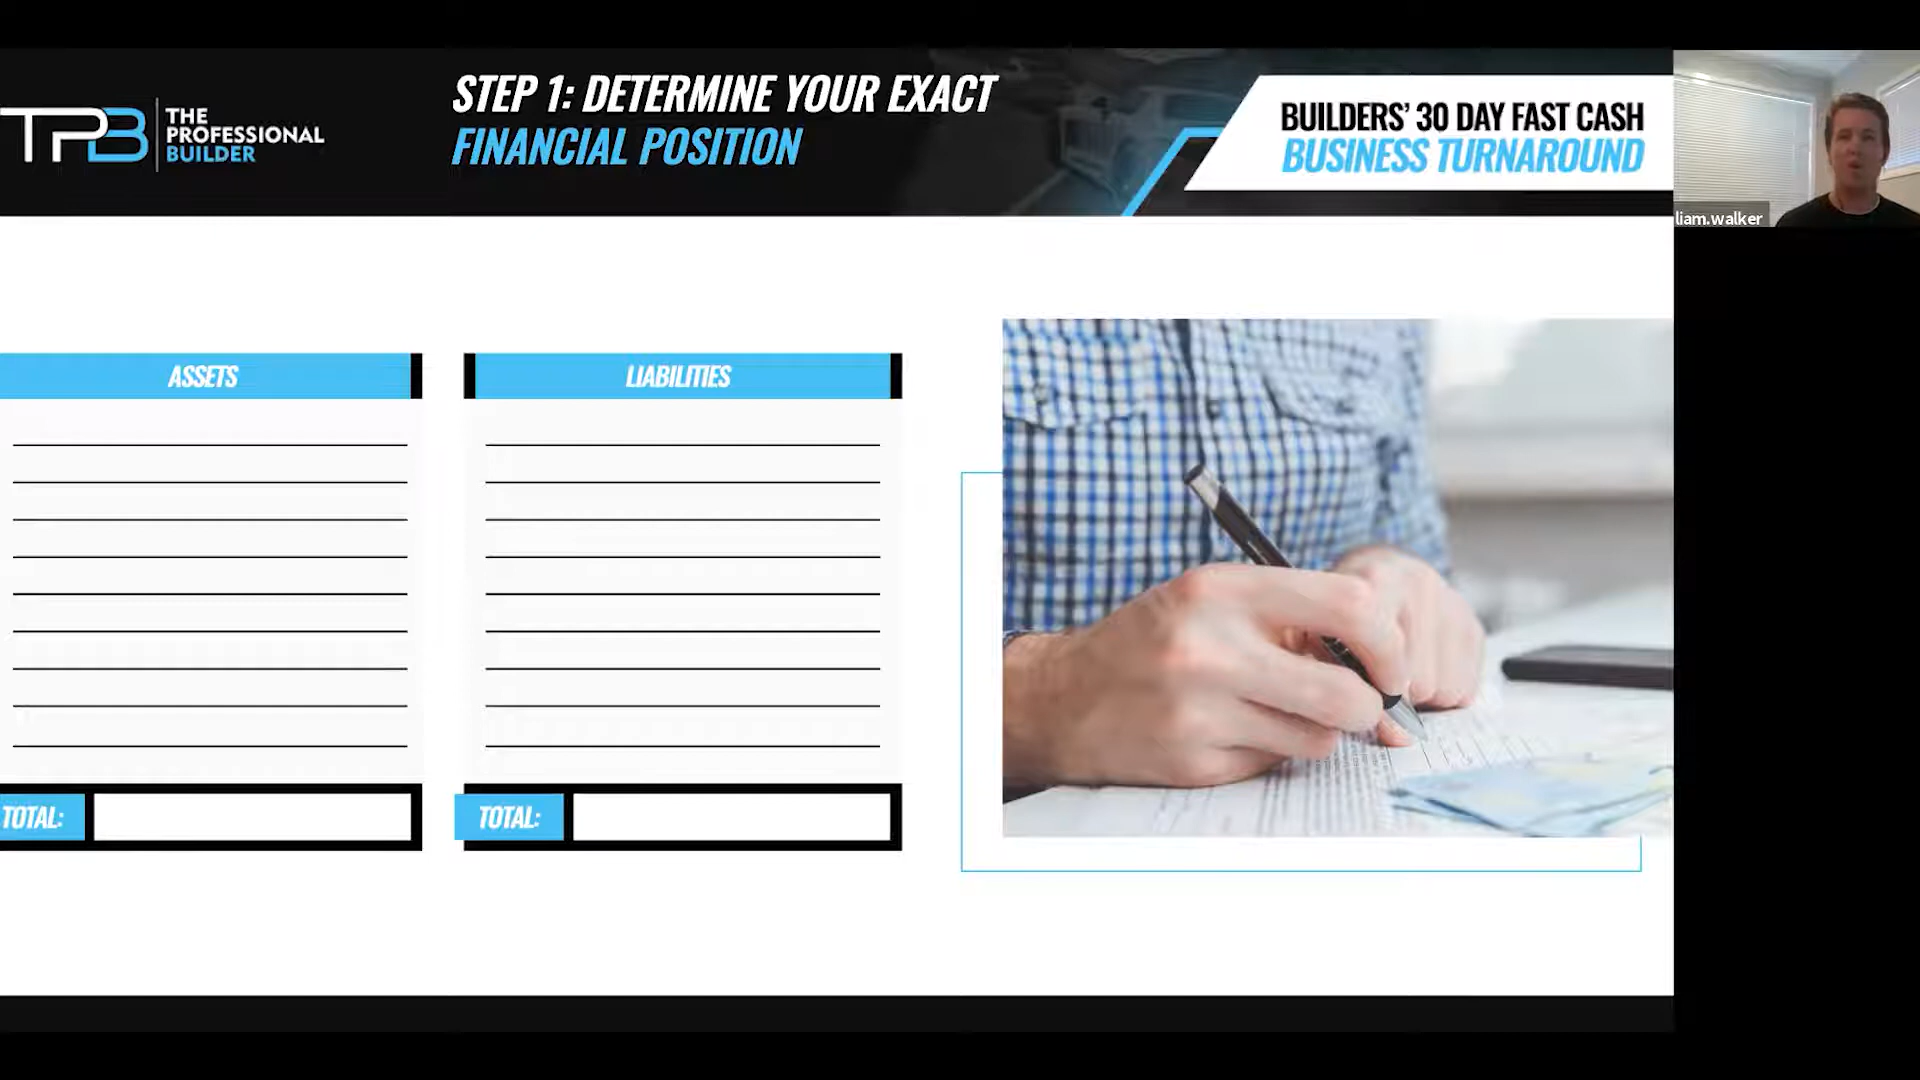 TPB THE
PROFESSIONAL
BUILDER
STEP 1: DETERMINE YOUR EXACT
FINANCIAL POSITION
BUILDERS’ 30 DAY FAST CASH
BUSINESS TURNAROUND
liam.walker
ASSETS
LIABILITIES
TOTAL:
TOTAL: